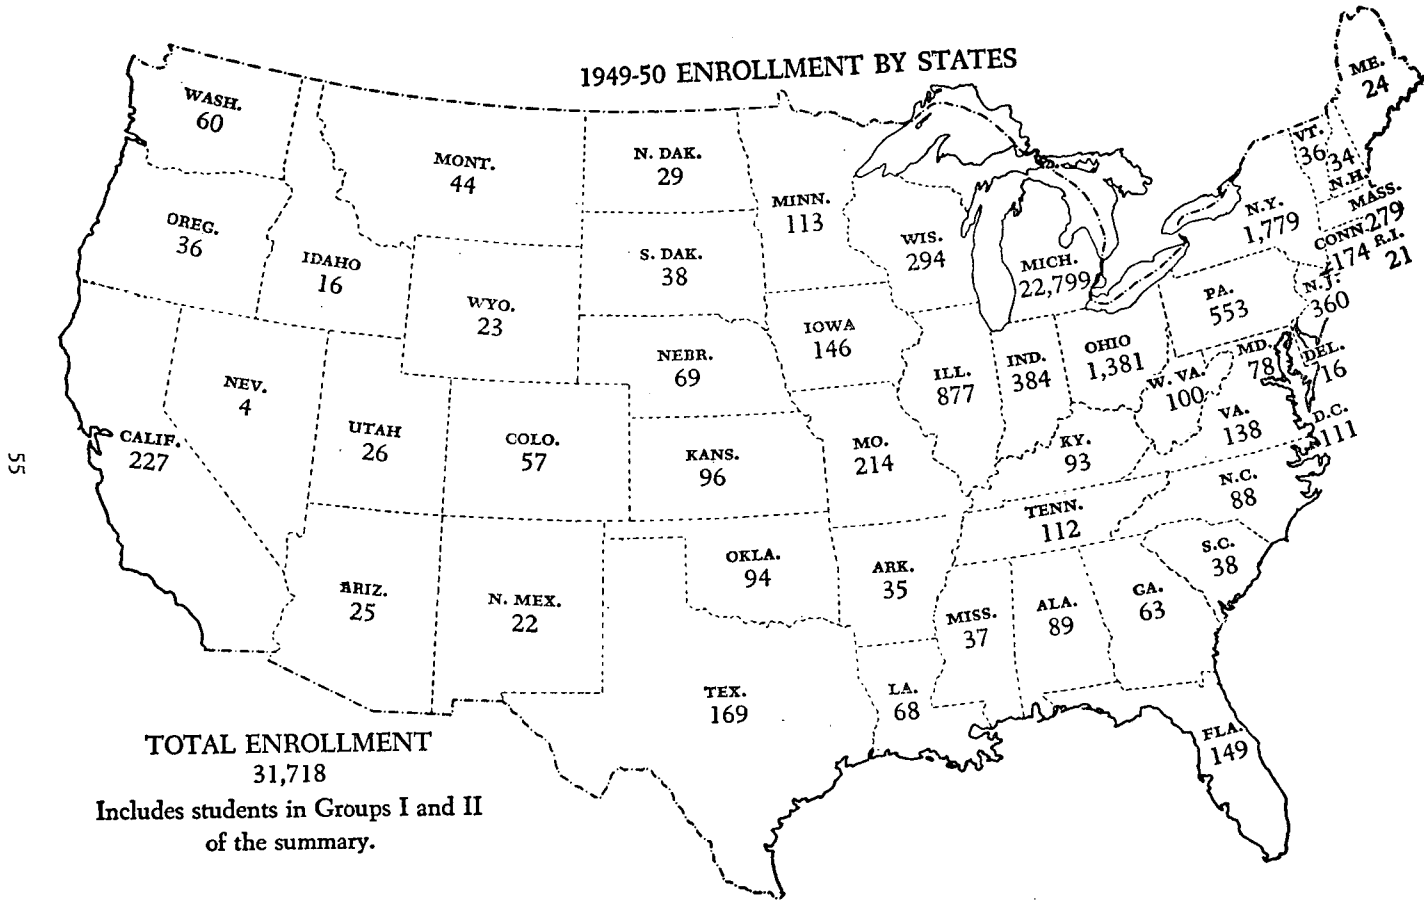 1949-50 ENROLLMENT BY STATES
WASH.
60
OREG.
36
CALIF.
227
NEV.
4
IDAHO
16
MONT.
44
WYO.
23
UTAH
26
ARIZ.
25
COLO.
57
N. MEX.
22
N. DAK.
29
S. DAK.
38
NEBR.
69
KANS.
96
OKLA.
94
TEX.
169
MINN.
113
IOWA
146
MO.
214
ARK.
35
LA.
68
WIS.
294
ILL.
877
MICH.
22,799
IND.
384
OHIO
1,381
KY.
93
TENN.
112
MISS.
37
ALA.
89
GA.
63
FLA.
149
S.C.
38
N.C.
88
VA.
138
W. VA.
100
MD.
78
DEL.
16
D.C.
111
PA.
553
N.J.
360
N.Y.
1,779
CONN.
174
R.I.
21
MASS.
279
VT.
36
34
N.H.
ME.
24
TOTAL ENROLLMENT
31,718
Includes students in Groups I and II
of the summary.
55